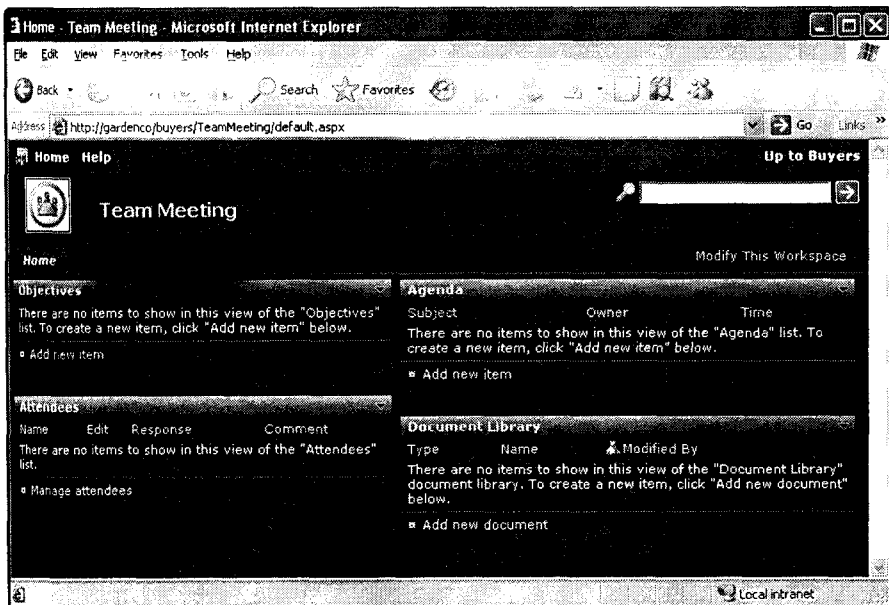 Home - Team Meeting - Microsoft Internet Explorer
File Edit View Favorites Tools Help
Back Search Favorites
Address http://gardenco/buyers/TeamMeeting/default.aspx Go Links »
Home Help Up to Buyers
Team Meeting
Home Modify This Workspace
Objectives
There are no items to show in this view of the "Objectives"
list. To create a new item, click "Add new item" below.
Add new item
Attendees
Name Edit Response Comment
There are no items to show in this view of the "Attendees"
list.
Manage attendees
Agenda
Subject Owner Time
There are no items to show in this view of the "Agenda" list. To
create a new item, click "Add new item" below.
Add new item
Document Library
Type Name Modified By
There are no items to show in this view of the "Document Library"
document library. To create a new item, click "Add new document"
below.
Add new document
Local intranet